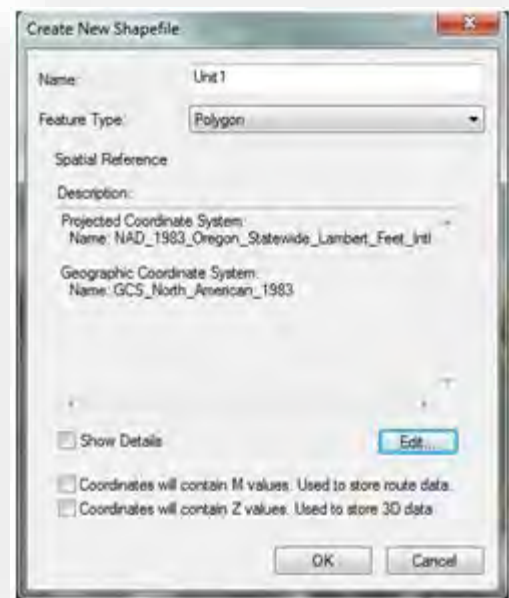 Create New Shapefile
Name: Unit1
Feature Type: Polygon
Spatial Reference
Description:
Projected Coordinate System:
Name: NAD_1983_Oregon_Statewide_Lambert_Feet_Intl
Geographic Coordinate System:
Name: GCS_North_American_1983
Show Details
Edit...
Coordinates will contain M values. Used to store route data.
Coordinates will contain Z values. Used to store 3D data.
OK Cancel